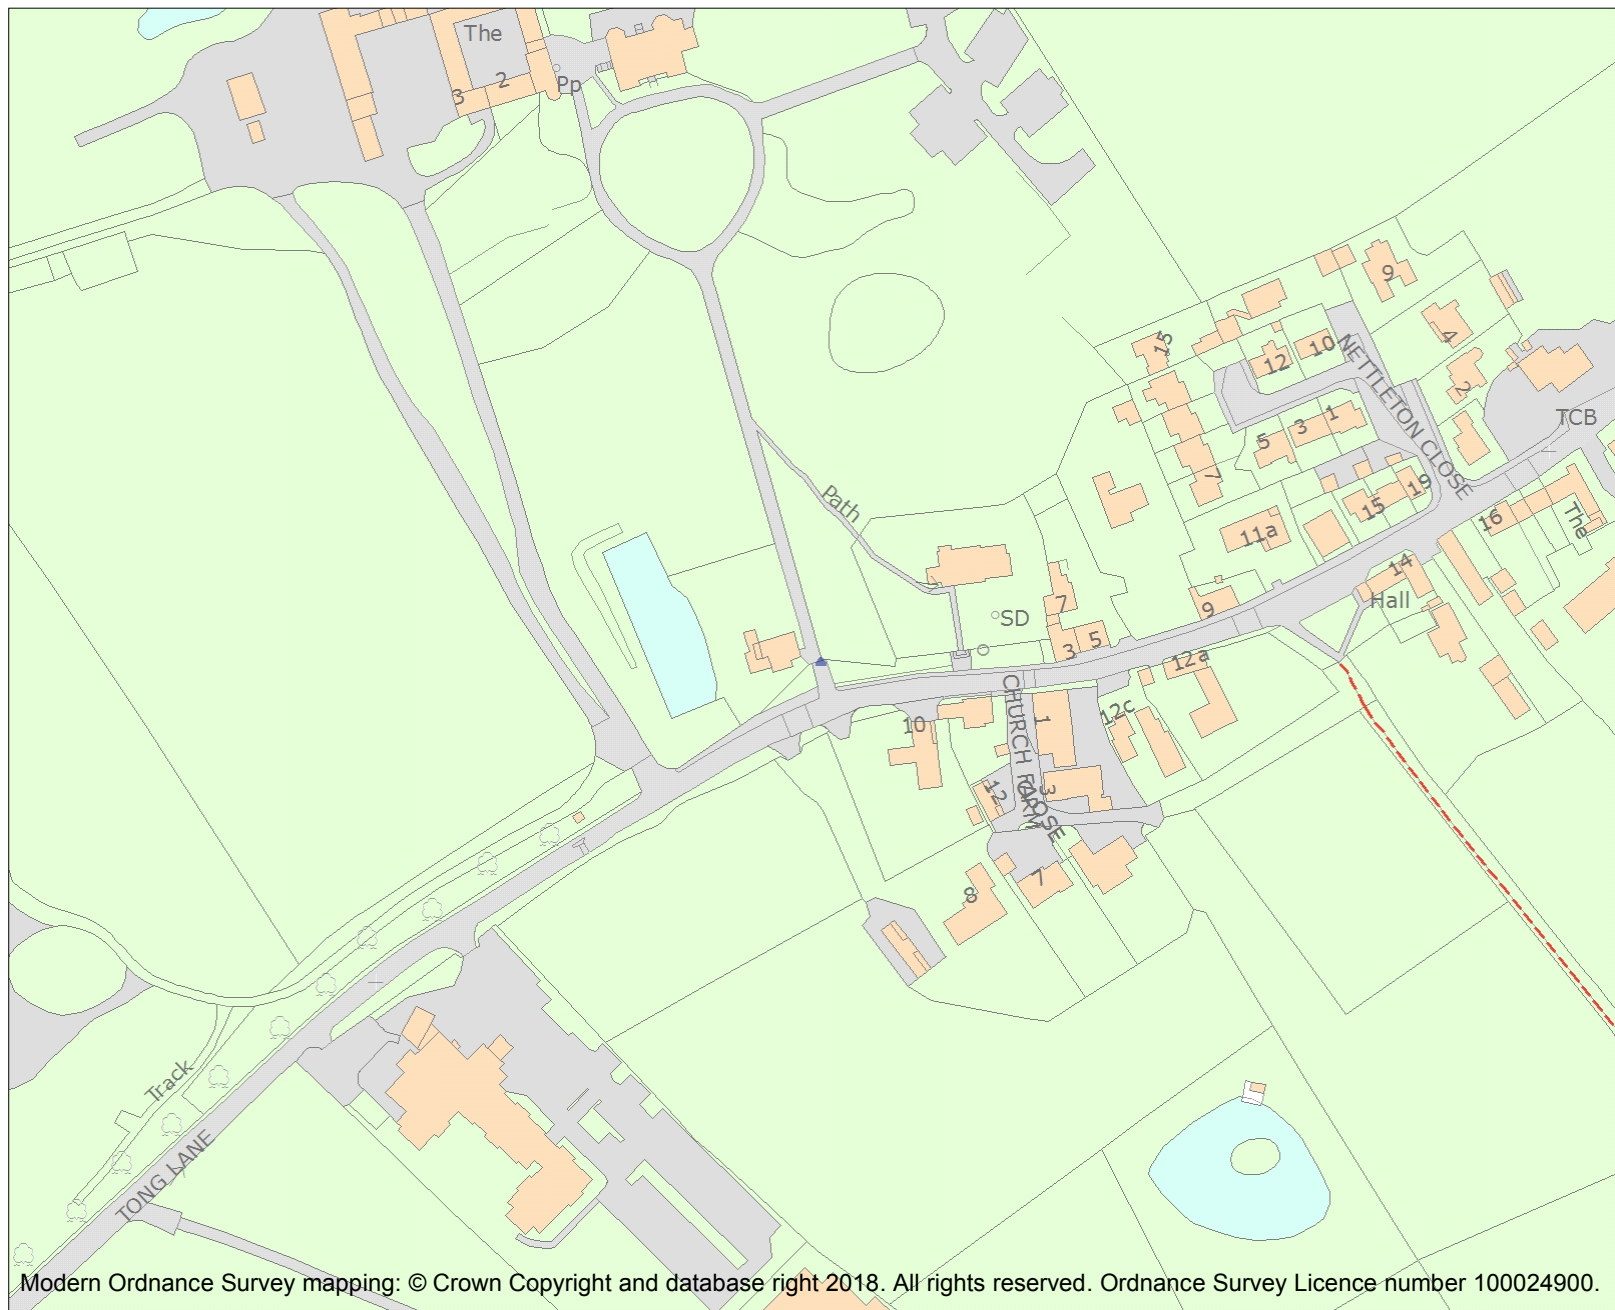 The
2
3
Pp
9
15
4
10
12
NETTLETON CLOSE
2
TCB
1
3
5
7
19
15
Path
11a
16
The
14
Hall
7
9
SD
5
3
12a
CHURCH FARM
CLOSE
1
12c
10
12
3
7
8
Track
TONG LANE
Modern Ordnance Survey mapping: © Crown Copyright and database right 2018. All rights reserved. Ordnance Survey Licence number 100024900.